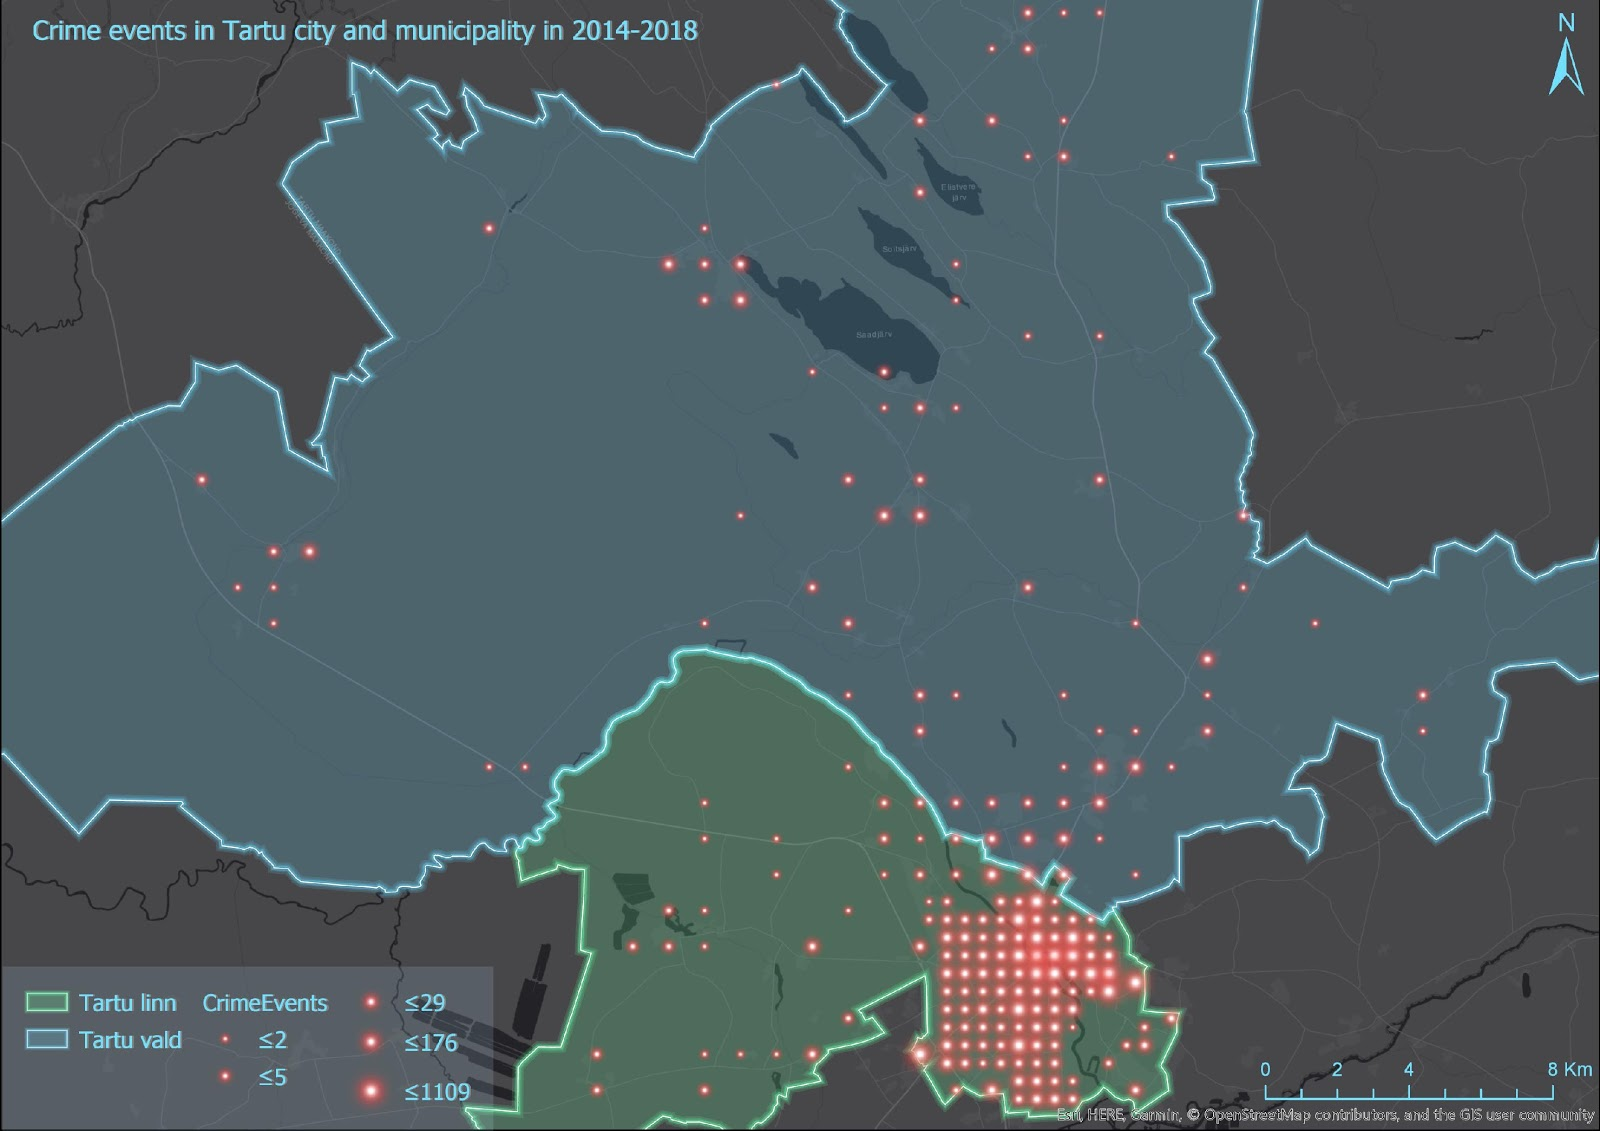 Crime events in Tartu city and municipality in 2014-2018
N
Elistvere
järv
Soitsjärv
Saadjärv
Tartu linn
Tartu vald
CrimeEvents
≤2
≤5
≤29
≤176
≤1109
0 2 4 8 Km
Esri, HERE, Garmin, © OpenStreetMap contributors, and the GIS user community